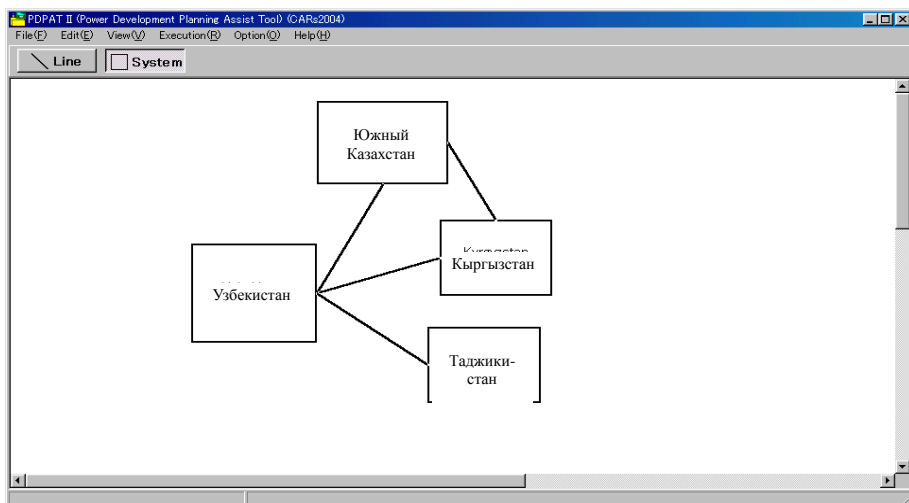 PDPAT II (Power Development Planning Assist Tool) (CARs2004)
File(F) Edit(E) View(V) Execution(R) Option(O) Help(H)
Line System
Южный
Казахстан
Кыргызстан
Узбекистан
Таджики-
стан